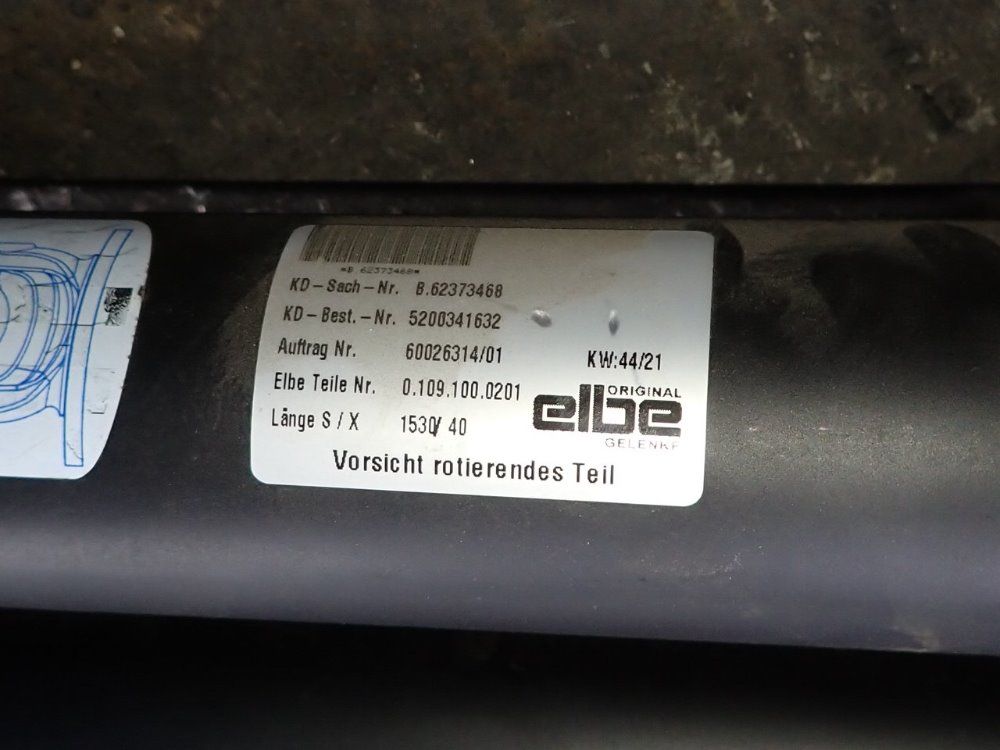 *B.62373468*
KD-Sach-Nr. B.62373468
KD-Best.-Nr. 5200341632
Auftrag Nr. 60026314/01
KW:44/21
Elbe Teile Nr. 0.109.100.0201
ORIGINAL
elbe
GELENKE
Länge S / X 1530/ 40
Vorsicht rotierendes Teil